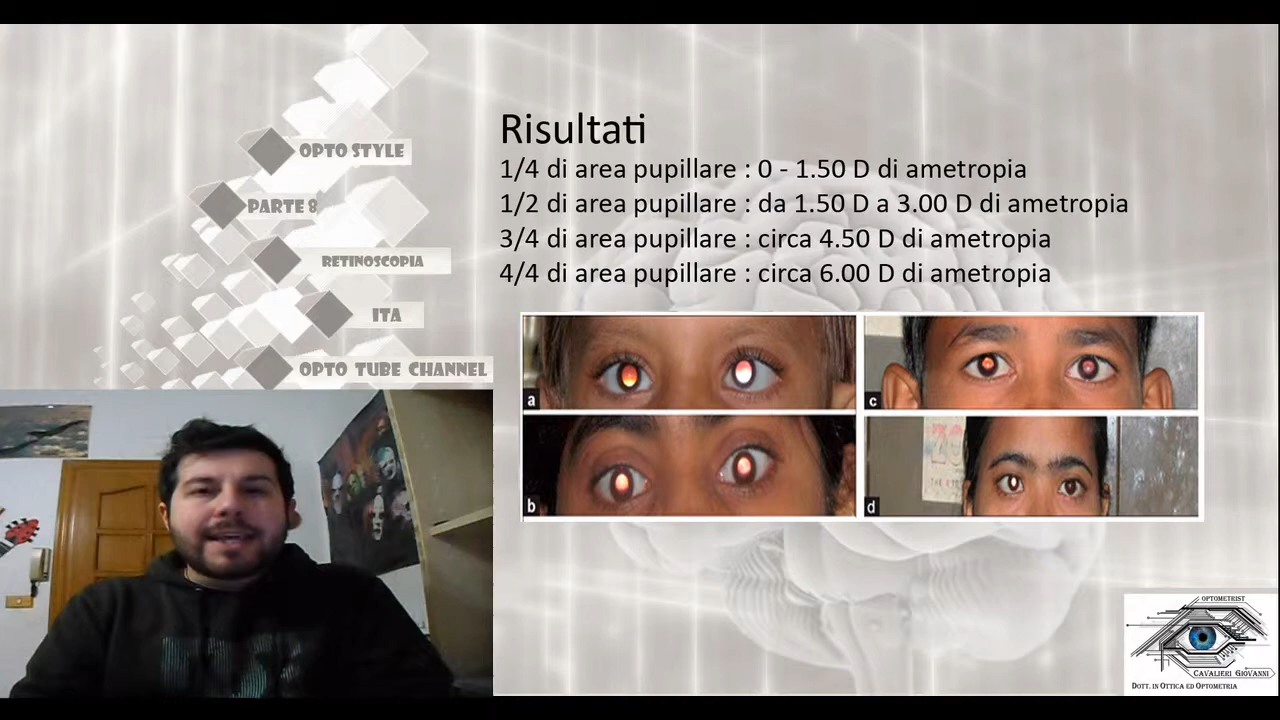 OPTO STYLE
PARTE 8
RETINOSCOPIA
ITA
OPTO TUBE CHANNEL
Risultati
1/4 di area pupillare : 0 - 1.50 D di ametropia
1/2 di area pupillare : da 1.50 D a 3.00 D di ametropia
3/4 di area pupillare : circa 4.50 D di ametropia
4/4 di area pupillare : circa 6.00 D di ametropia
a
c
b
d
OPTOMETRIST
CAVALIERI GIOVANNI
DOTT. IN OTTICA ED OPTOMETRIA